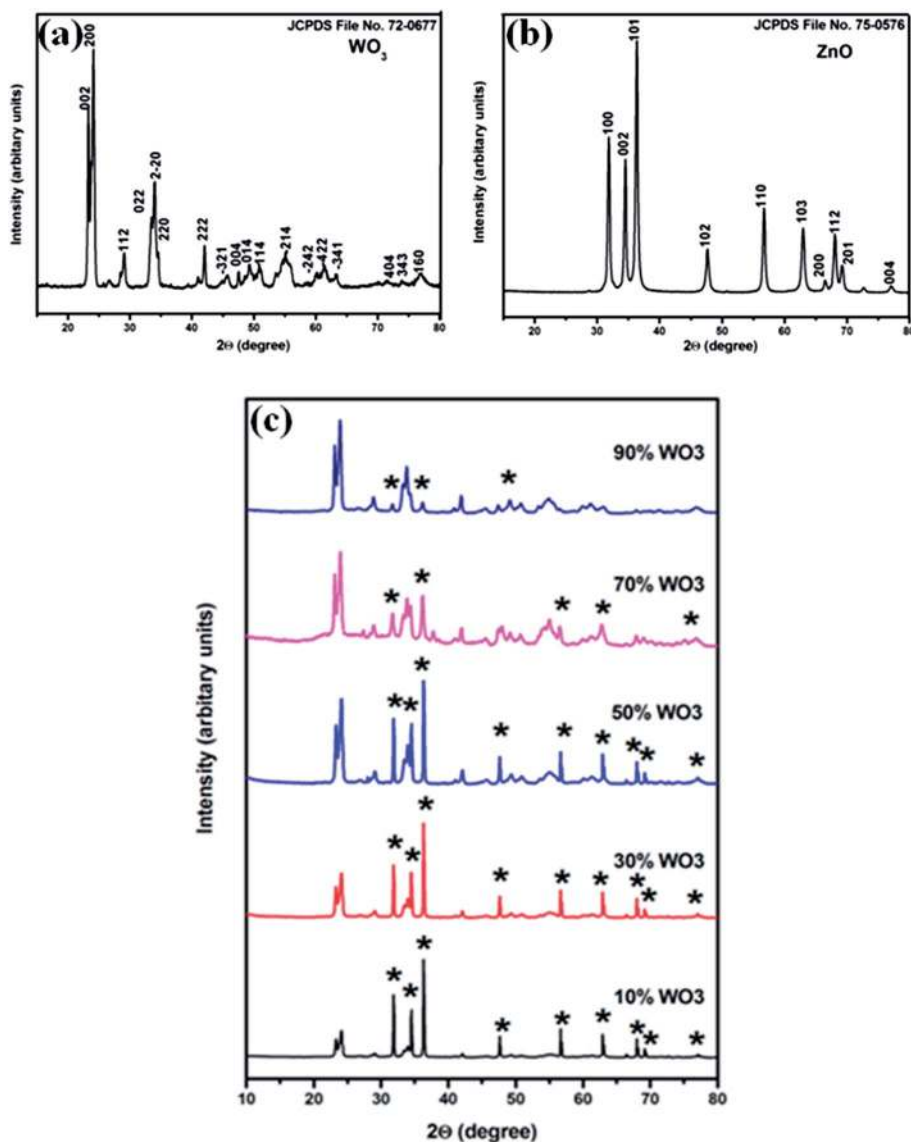 (a)
JCPDS File No. 72-0677
WO3
200
002
2-20
022
220
112
222
-321
004
014
114
-214
-242
-422
-341
404
343
160
Intensity (arbitary units)
20 30 40 50 60 70 80
2Θ (degree)
(b)
JCPDS File No. 75-0576
ZnO
101
100
002
102
110
103
200
112
201
004
Intensity (arbitary units)
20 30 40 50 60 70 80
2Θ (degree)
(c)
90% WO3
* * *
70% WO3
* * * * *
50% WO3
* * * * * * * * *
30% WO3
* * * * * * * * *
10% WO3
* * * * * * * * *
Intensity (arbitary units)
10 20 30 40 50 60 70 80
2Θ (degree)